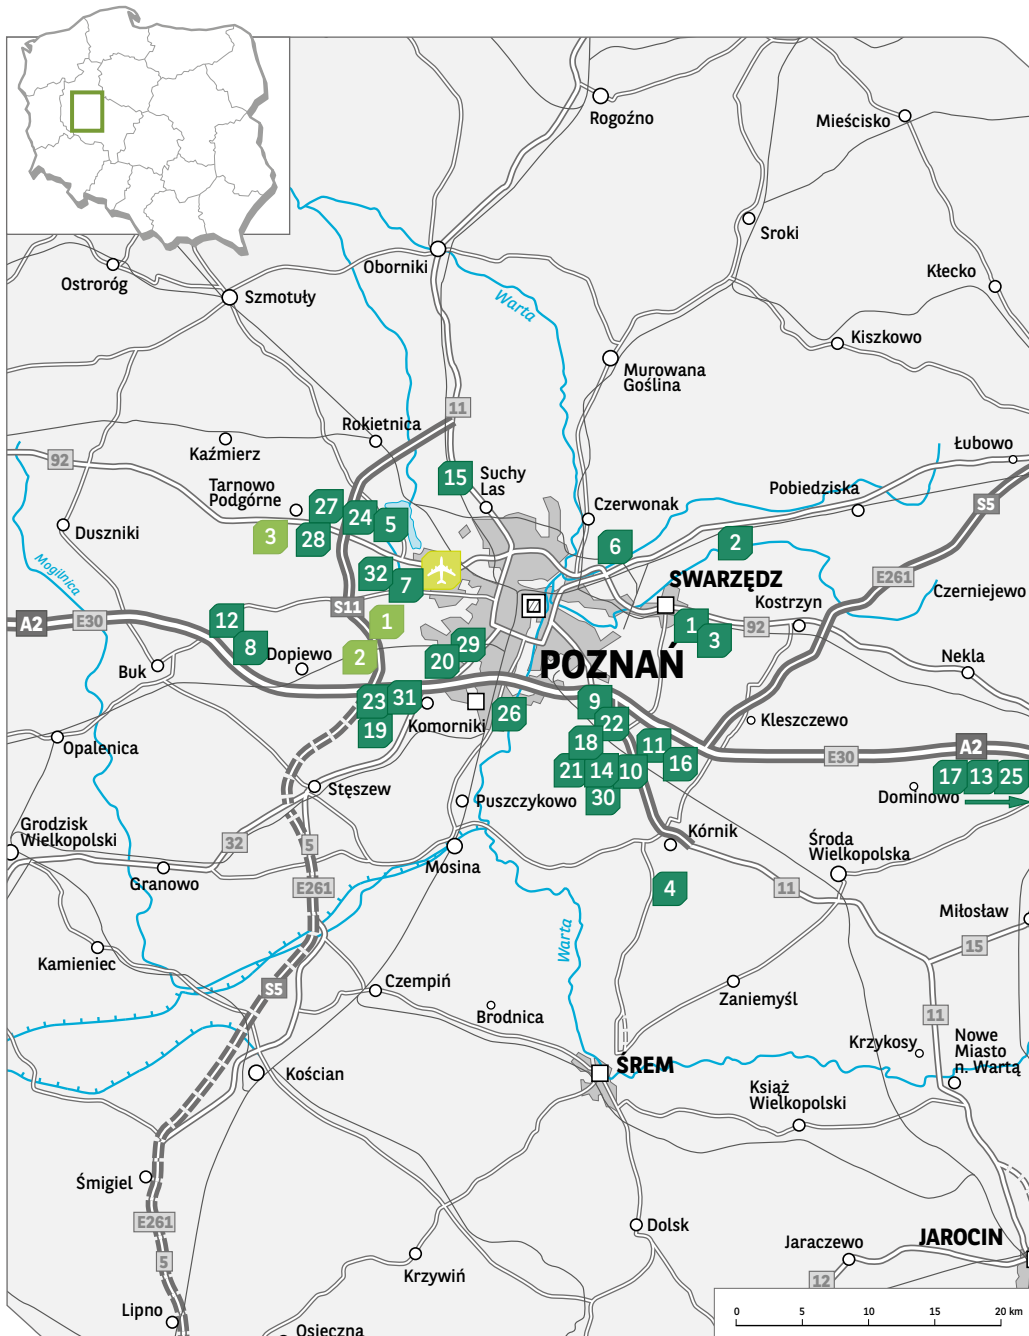 Rogoźno
Mieścisko
Sroki
Oborniki
Ostroróg
Kłecko
Szmotuły
Warta
Kiszkowo
Murowana
Goślina
11
Rokietnica
Kaźmierz
Łubowo
92
Suchy
Las
15
Tarnowo
Podgórne
Pobiedziska
27
24
5
Czerwonak
S5
Duszniki
3
28
6
2
Mogilnica
32
7
SWARZĘDZ
E261
Czerniejewo
S11
Kostrzyn
A2
E30
12
1
1
92
3
8
29
Dopiewo
2
20
POZNAŃ
Nekla
Buk
23
31
9
Komorniki
26
22
Kleszczewo
19
18
11
Opalenica
16
E30
A2
21
14
10
17
13
25
Stęszew
Puszczykowo
30
Dominowo
Grodzisk
Wielkopolski
32
5
Kórnik
Środa
Wielkopolska
Mosina
Granowo
E261
4
11
Miłosław
Warta
15
Kamieniec
Czempiń
Zaniemyśl
S5
Brodnica
11
Krzykosy
Nowe
Miasto
n. Wartą
Kościan
ŚREM
Książ
Wielkopolski
Śmigiel
E261
Dolsk
JAROCIN
Jaraczewo
5
Krzywiń
12
Lipno
Osieczna
0
5
10
15
20 km